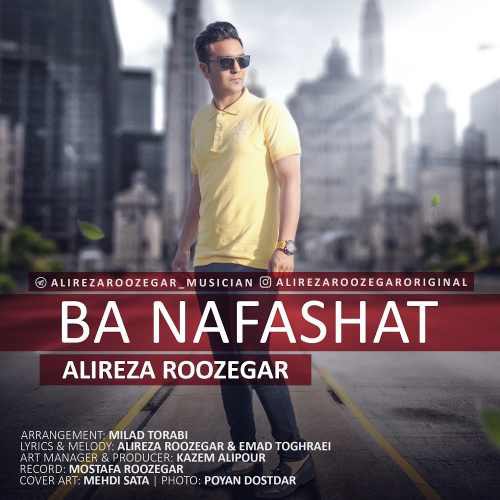 ALIREZAROOZEGAR_MUSICIAN ALIREZAROOZEGARORIGINAL
BA NAFASHAT
ALIREZA ROOZEGAR
ARRANGEMENT: MILAD TORABI
LYRICS & MELODY: ALIREZA ROOZEGAR & EMAD TOGHRAEI
ART MANAGER & PRODUCER: KAZEM ALIPOUR
RECORD: MOSTAFA ROOZEGAR
COVER ART: MEHDI SATA | PHOTO: POYAN DOSTDAR